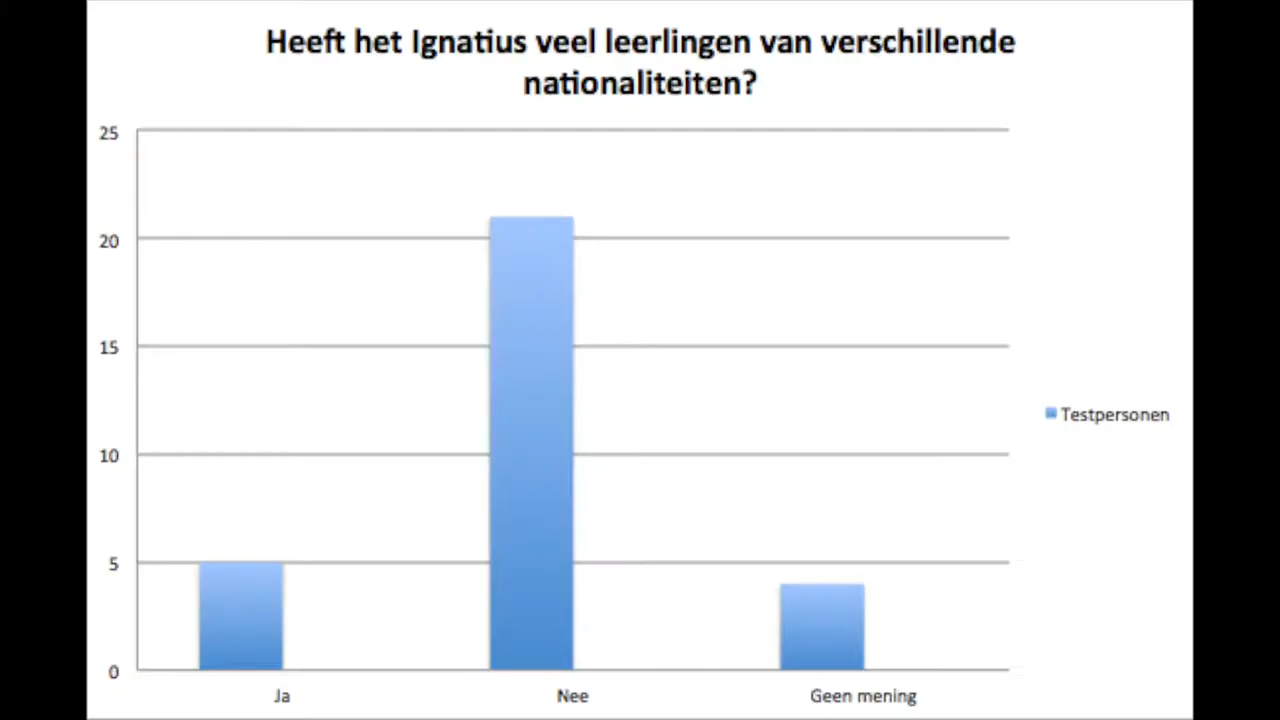 Heeft het Ignatius veel leerlingen van verschillende
nationaliteiten?
25
20
15
10
5
0
Ja
Nee
Geen mening
Testpersonen